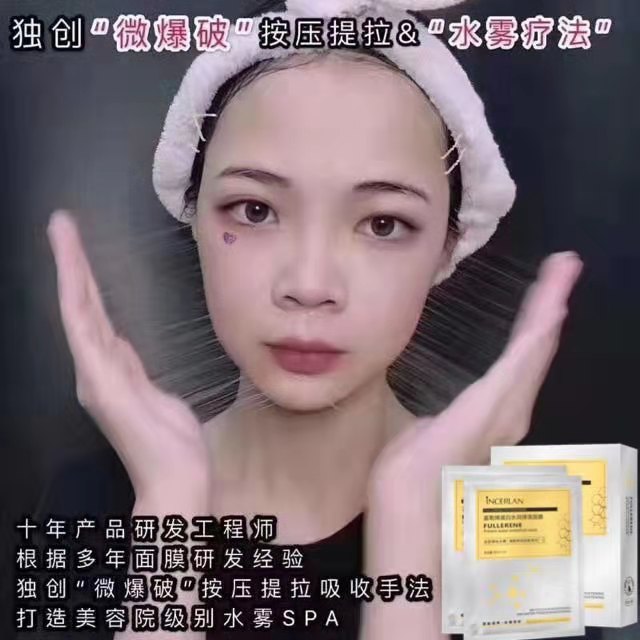 独创“微爆破”按压提拉&“水雾疗法”
十年产品研发工程师
根据多年面膜研发经验
独创“微爆破”按压提拉吸收手法
打造美容院级别水雾SPA
iNCERLAN
FULLERENE